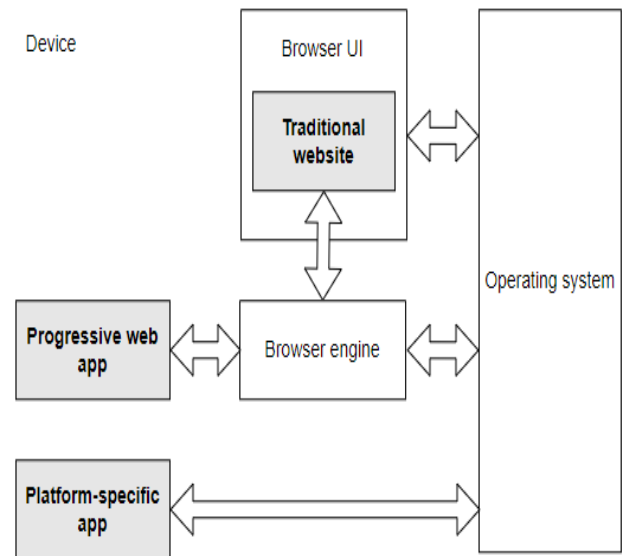 Device
Browser UI
Traditional
website
Operating system
Progressive web
app
Browser engine
Platform-specific
app